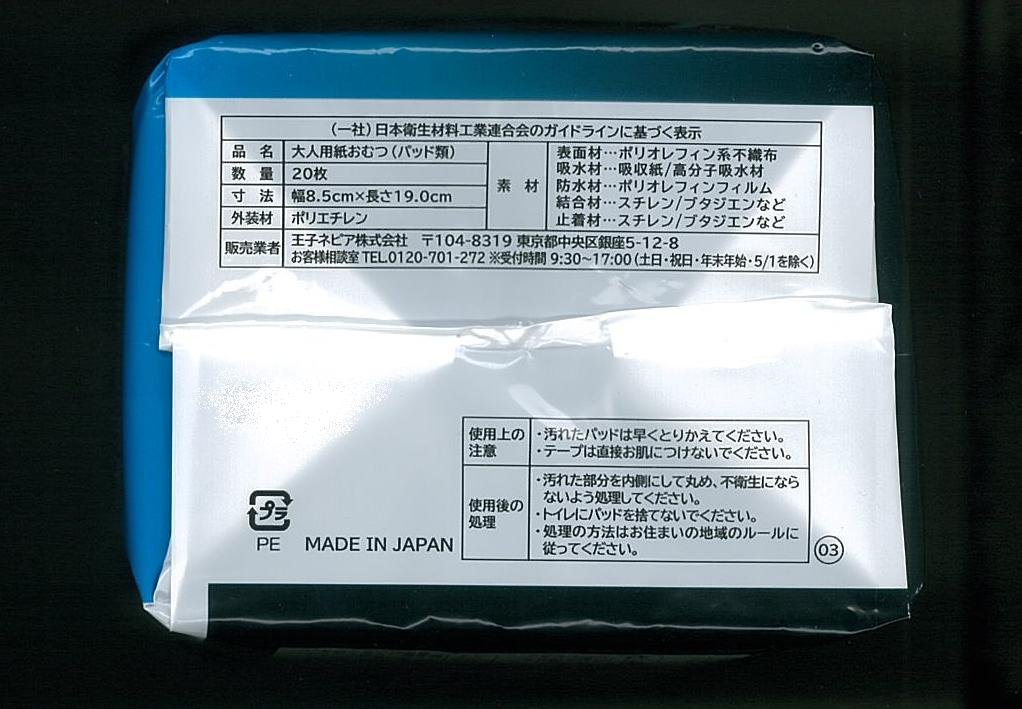 (一社)日本衛生材料工業連合会のガイドラインに基づく表示
品 名 大人用紙おむつ(パッド類)
数 量 20枚
寸 法 幅8.5cm×長さ19.0cm
外装材 ポリエチレン
素 材
表面材…ポリオレフィン系不織布
吸水材…吸収紙/高分子吸水材
防水材…ポリオレフィンフィルム
結合材…スチレン/ブタジエンなど
止着材…スチレン/ブタジエンなど
販売業者 王子ネピア株式会社 〒104-8319 東京都中央区銀座5-12-8
お客様相談室 TEL.0120-701-272 ※受付時間 9:30~17:00(土日・祝日・年末年始・5/1を除く)
使用上の
注意
・汚れたパッドは早くとりかえてください。
・テープは直接お肌につけないでください。
使用後の
処理
・汚れた部分を内側にして丸め、不衛生になら
ないよう処理してください。
・トイレにパッドを捨てないでください。
・処理の方法はお住まいの地域のルールに
従ってください。
プラ
PE MADE IN JAPAN
03